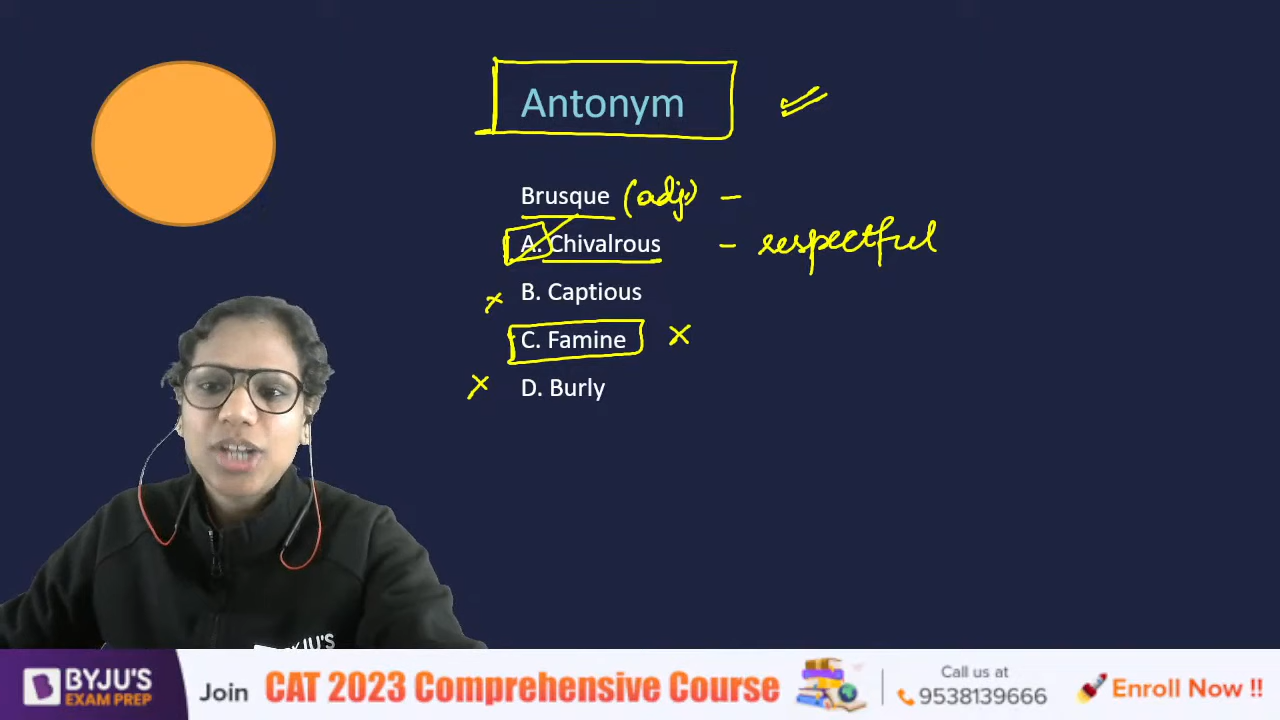 Antonym
Brusque (adj.) –
A. Chivalrous – respectful
B. Captious
C. Famine
D. Burly
BYJU'S
BYJU'S
EXAM PREP
Join CAT 2023 Comprehensive Course
Call us at
9538139666
Enroll Now !!